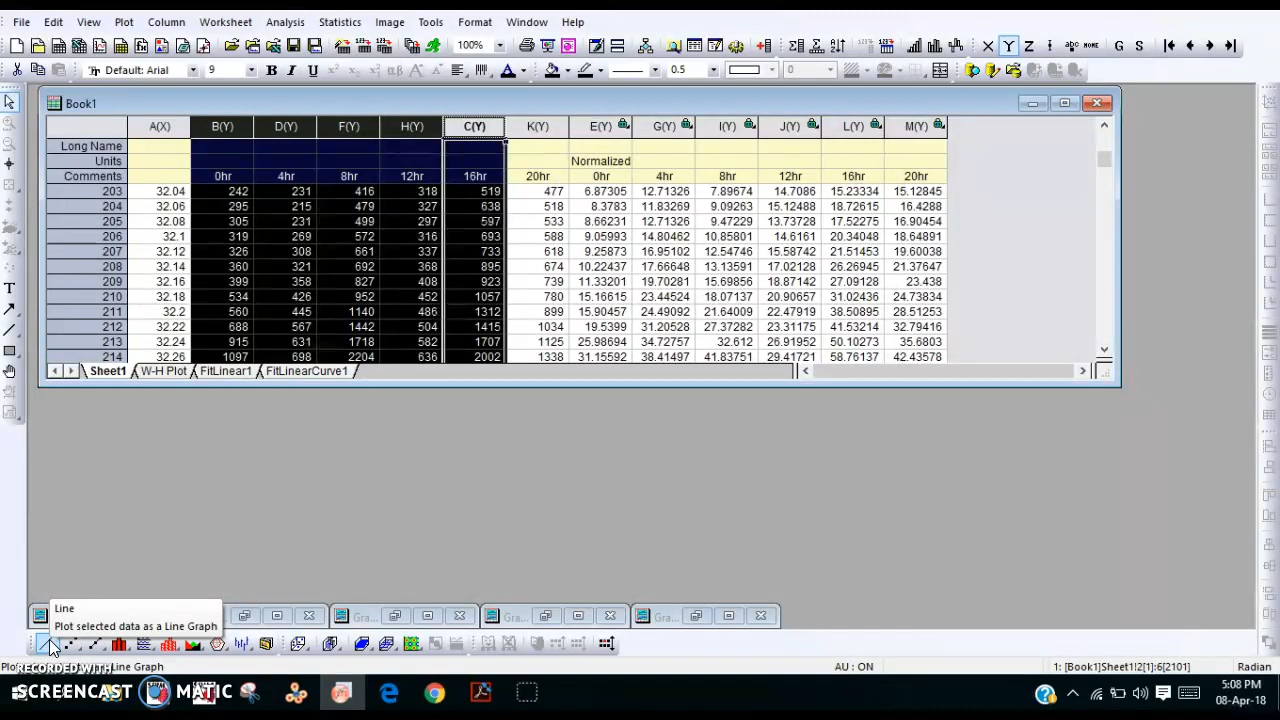 File Edit View Plot Column Worksheet Analysis Statistics Image Tools Format Window Help
100% X Y Z abc NONE G S
Default: Arial 9 B I U 0.5 0
Book1
A(X) B(Y) D(Y) F(Y) H(Y) C(Y) K(Y) E(Y) G(Y) I(Y) J(Y) L(Y) M(Y)
Long Name
Units Normalized
Comments 0hr 4hr 8hr 12hr 16hr 20hr 0hr 4hr 8hr 12hr 16hr 20hr
203 32.04 242 231 416 318 519 477 6.87305 12.71326 7.89674 14.7086 15.23334 15.12845
204 32.06 295 215 479 327 638 518 8.3783 11.83269 9.09263 15.12488 18.72615 16.4288
205 32.08 305 231 499 297 597 533 8.66231 12.71326 9.47229 13.73728 17.52275 16.90454
206 32.1 319 269 572 316 693 588 9.05993 14.80462 10.85801 14.6161 20.34048 18.64891
207 32.12 326 308 661 337 733 618 9.25873 16.95102 12.54746 15.58742 21.51453 19.60038
208 32.14 360 321 692 368 895 674 10.22437 17.66648 13.13591 17.02128 26.26945 21.37647
209 32.16 399 358 827 408 923 739 11.33201 19.70281 15.69856 18.87142 27.09128 23.438
210 32.18 534 426 952 452 1057 780 15.16615 23.44524 18.07137 20.90657 31.02436 24.73834
211 32.2 560 445 1140 486 1312 899 15.90457 24.49092 21.64009 22.47919 38.50895 28.51253
212 32.22 688 567 1442 504 1415 1034 19.5399 31.20528 27.37282 23.31175 41.53214 32.79416
213 32.24 915 631 1718 582 1707 1125 25.98694 34.72757 32.612 26.91952 50.10273 35.6803
214 32.26 1097 698 2204 636 2002 1338 31.15592 38.41497 41.83751 29.41721 58.76137 42.43578
Sheet1 W-H Plot FitLinear1 FitLinearCurve1
Line
Plot selected data as a Line Graph
Gra... Gra... Gra...
Line Graph AU : ON 1: [Book1]Sheet1!2[1]:6[2101] Radian
RECORDED WITH
SCREENCAST MATIC
5:08 PM
08-Apr-18